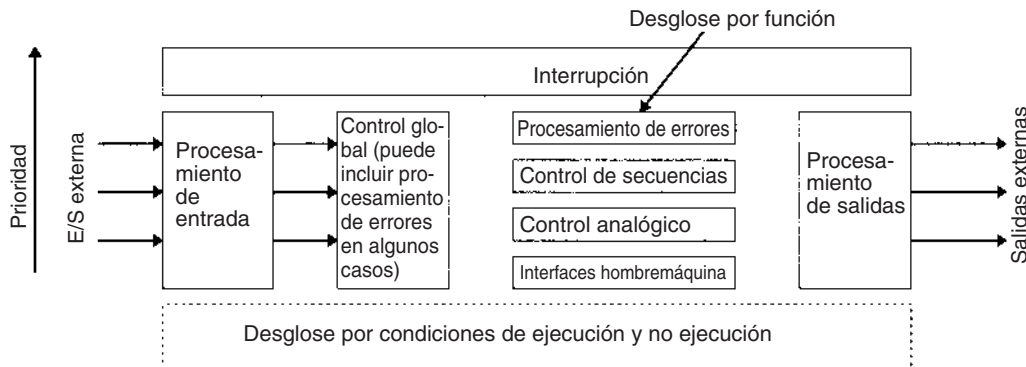 Desglose por función
Interrupción
Prioridad
E/S externa
Procesa-
miento
de
entrada
Control glo-
bal (puede
incluir pro-
cesamiento
de errores
en algunos
casos)
Procesamiento de errores
Control de secuencias
Control analógico
Interfaces hombremáquina
Procesa-
miento
de salidas
Salidas externas
Desglose por condiciones de ejecución y no ejecución